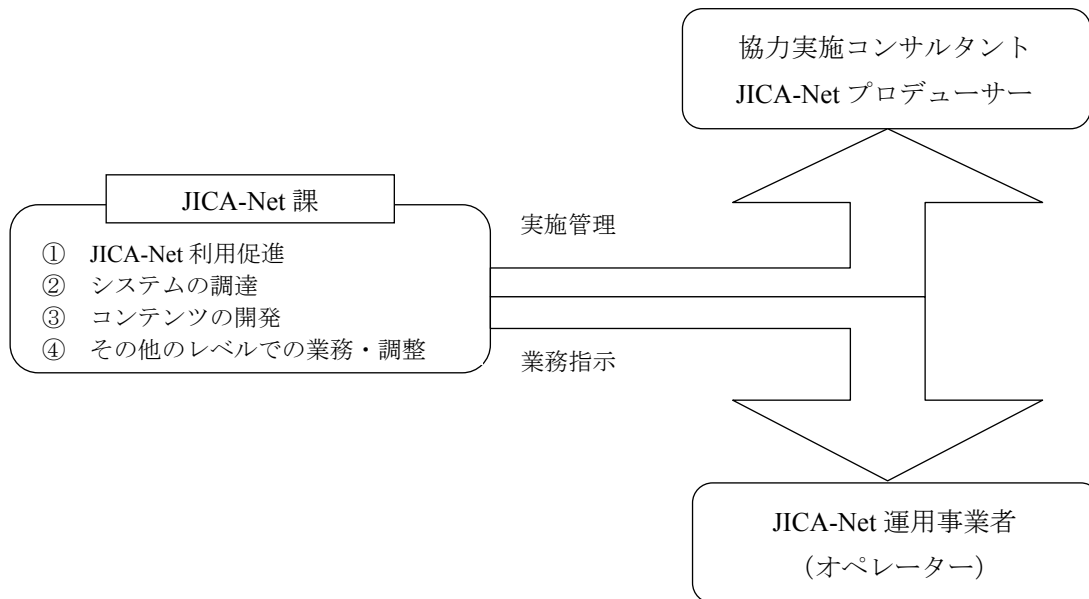 協力実施コンサルタント
JICA-Net プロデューサー
JICA-Net 課
実施管理
① JICA-Net 利用促進
② システムの調達
③ コンテンツの開発
④ その他のレベルでの業務・調整
業務指示
JICA-Net 運用事業者
（オペレーター）